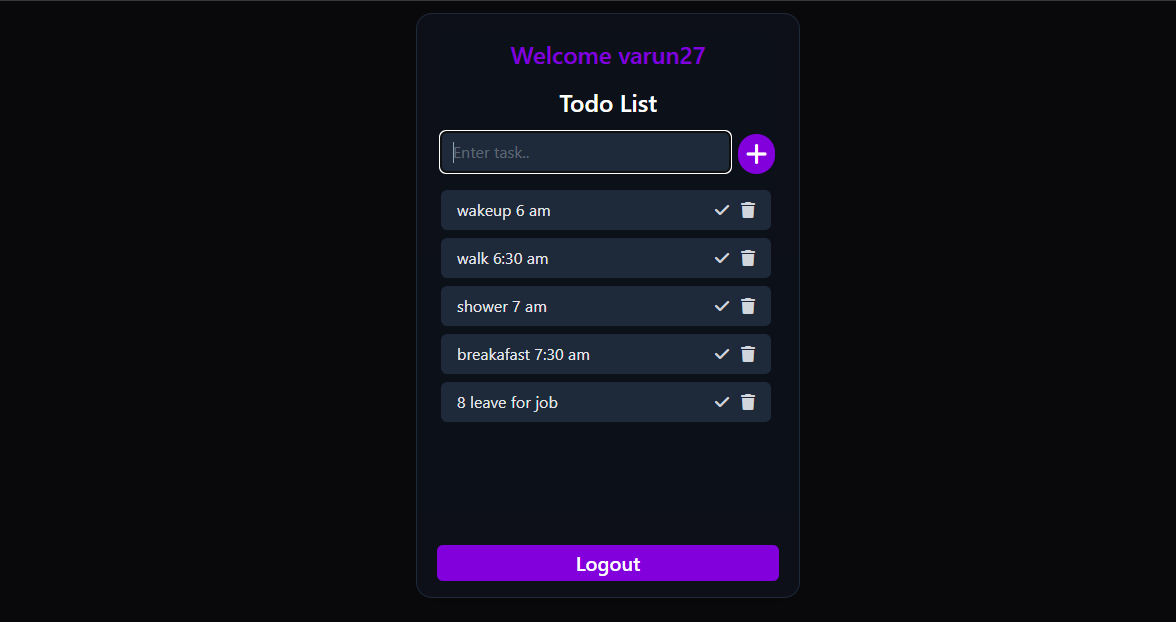 Welcome varun27
Todo List
Enter task..
wakeup 6 am
walk 6:30 am
shower 7 am
breakafast 7:30 am
8 leave for job
Logout